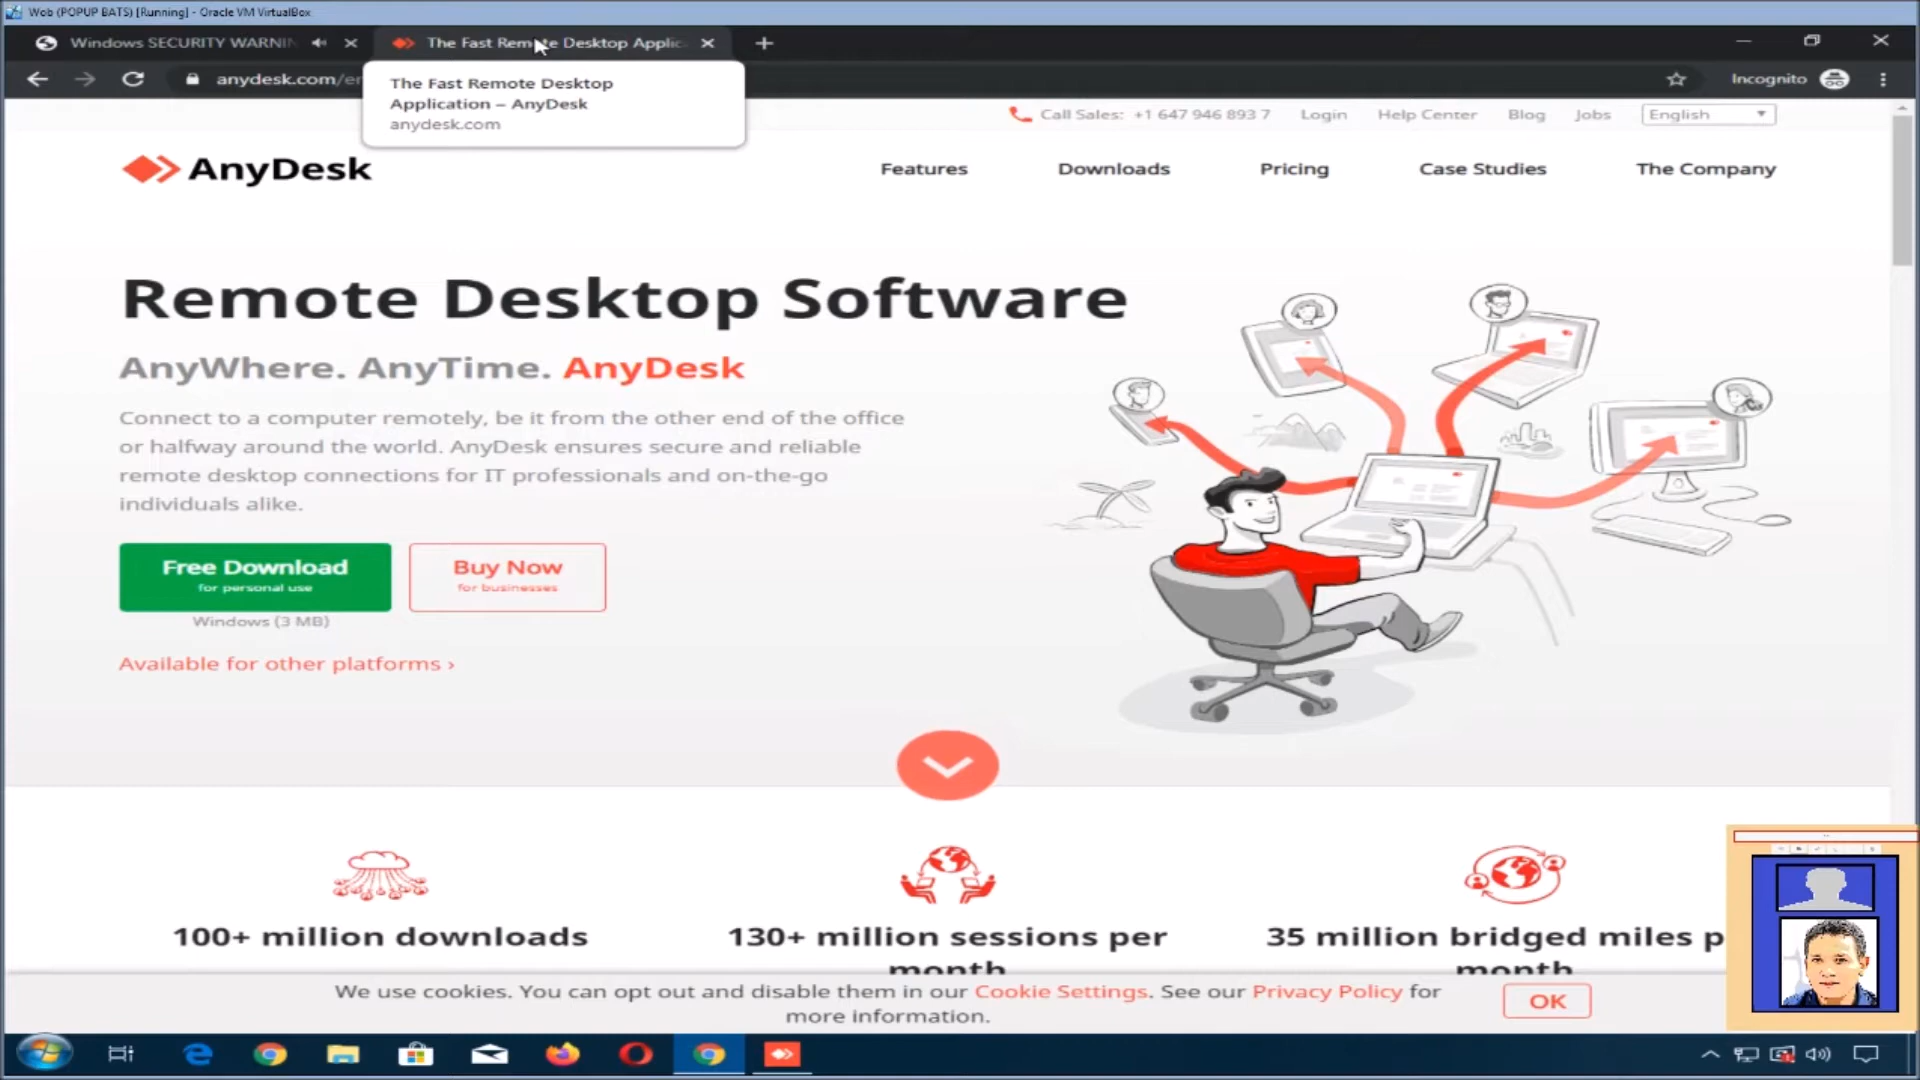 Wob (POPUP BATS) [Running] - Oracle VM VirtualBox
Windows SECURITY WARNIN
The Fast Remote Desktop Applic
anydesk.com/er
Incognito
The Fast Remote Desktop
Application – AnyDesk
anydesk.com
Call Sales: +1 647 946 893 7
Login
Help Center
Blog
Jobs
English
AnyDesk
Features
Downloads
Pricing
Case Studies
The Company
Remote Desktop Software
AnyWhere. AnyTime. AnyDesk
Connect to a computer remotely, be it from the other end of the office
or halfway around the world. AnyDesk ensures secure and reliable
remote desktop connections for IT professionals and on-the-go
individuals alike.
Free Download
for personal use
Buy Now
for businesses
Windows (3 MB)
Available for other platforms ›
100+ million downloads
130+ million sessions per
month
35 million bridged miles p
month
We use cookies. You can opt out and disable them in our Cookie Settings. See our Privacy Policy for
more information.
OK